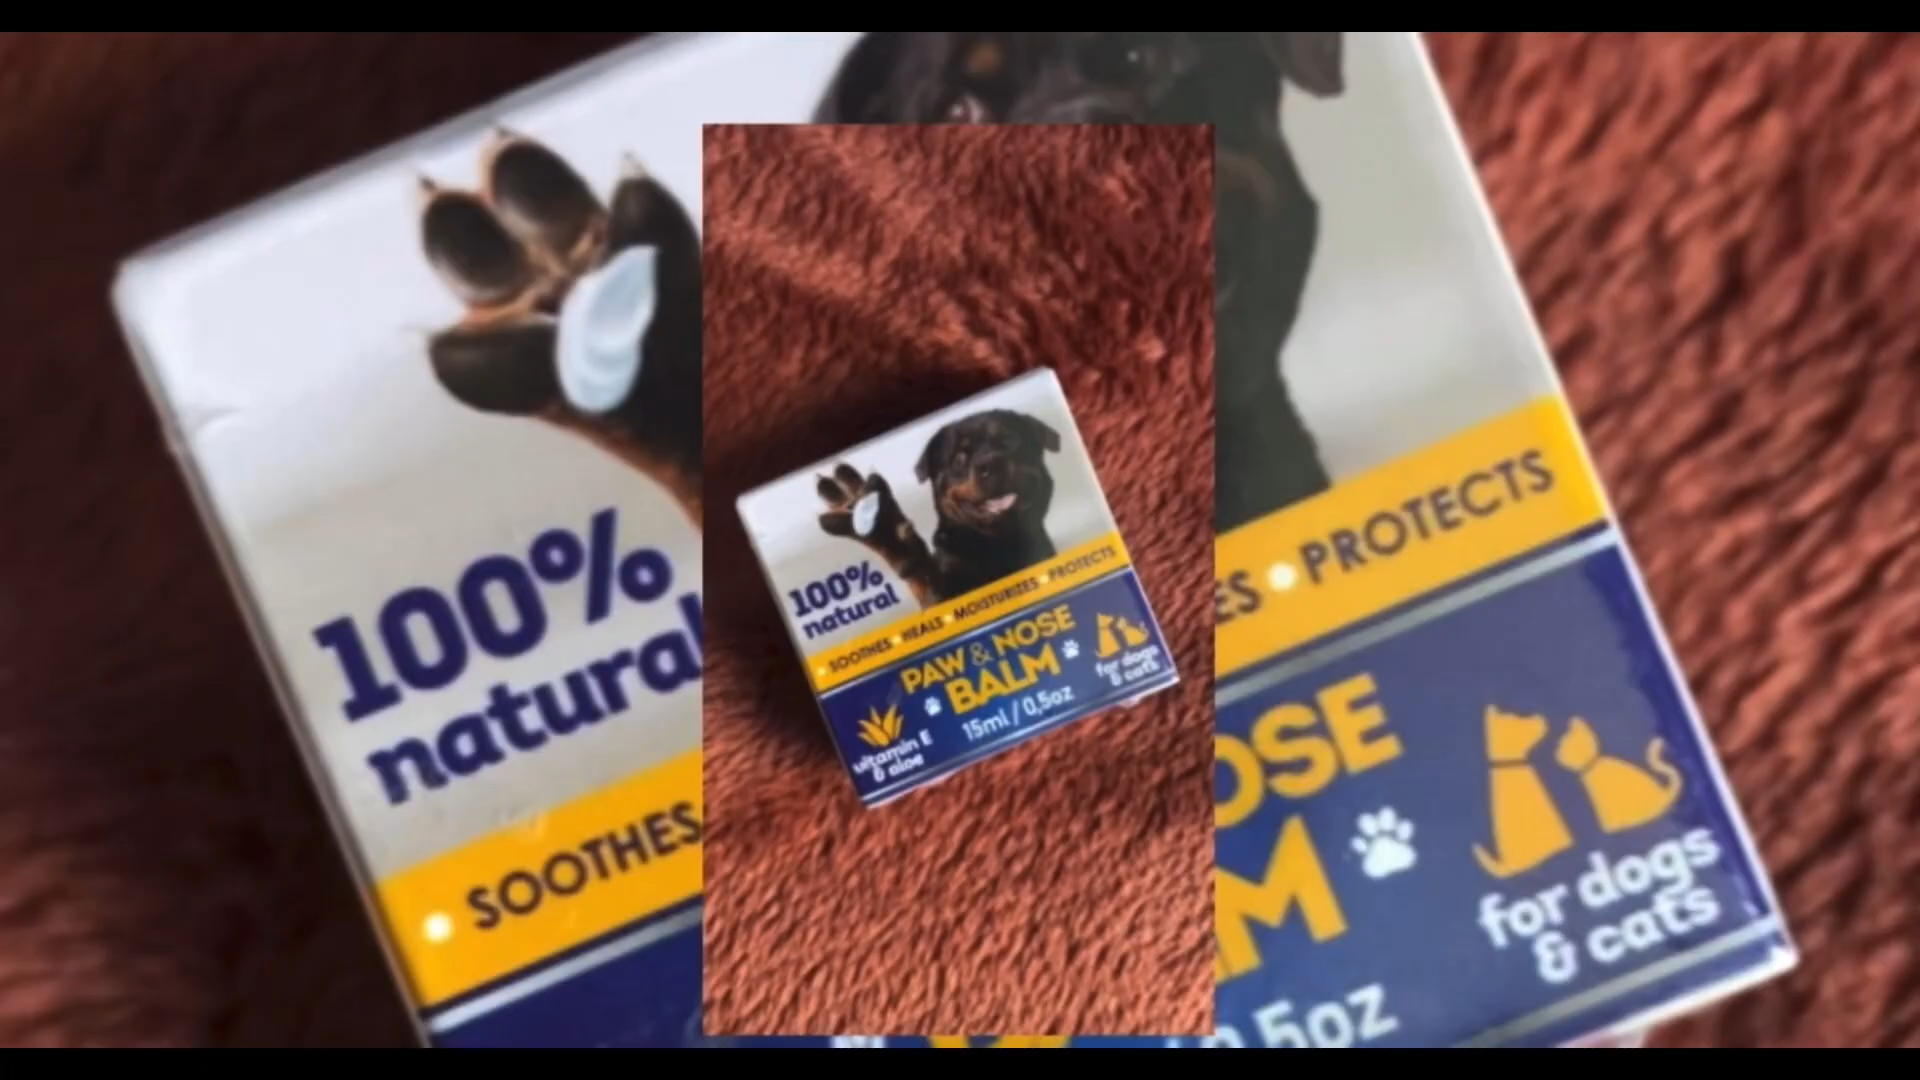 100%
natural
• SOOTHES • HEALS • MOISTURIZES • PROTECTS
PAW & NOSE
BALM
15ml / 0,5oz
vitamin E
& aloe
for dogs
& cats
100%
natural
• SOOTHES
ES • PROTECTS
OSE
M
for dogs
& cats
5oz